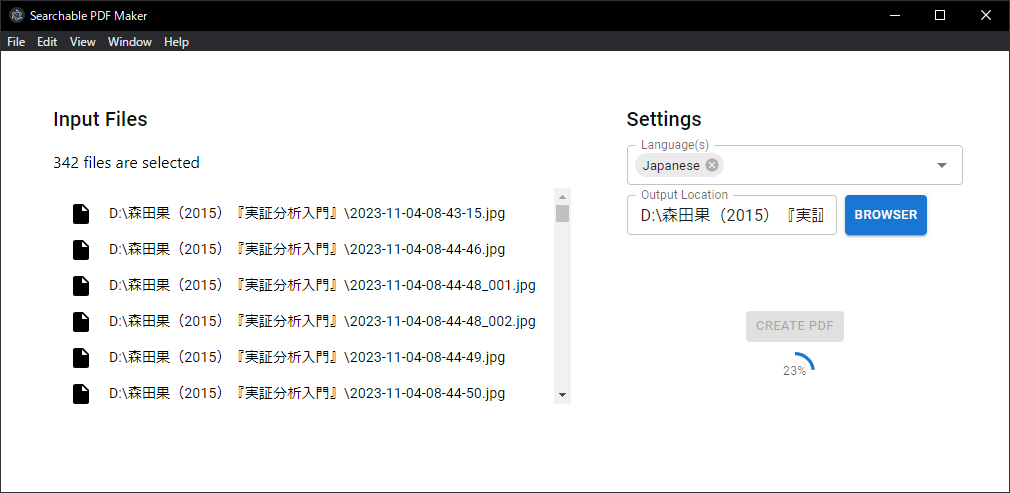 Searchable PDF Maker
File Edit View Window Help
Input Files
342 files are selected
D:\森田果（2015）『実証分析入門』\2023-11-04-08-43-15.jpg
D:\森田果（2015）『実証分析入門』\2023-11-04-08-44-46.jpg
D:\森田果（2015）『実証分析入門』\2023-11-04-08-44-48_001.jpg
D:\森田果（2015）『実証分析入門』\2023-11-04-08-44-48_002.jpg
D:\森田果（2015）『実証分析入門』\2023-11-04-08-44-49.jpg
D:\森田果（2015）『実証分析入門』\2023-11-04-08-44-50.jpg
Settings
Language(s)
Japanese
Output Location
D:\森田果（2015）『実証
BROWSER
CREATE PDF
23%